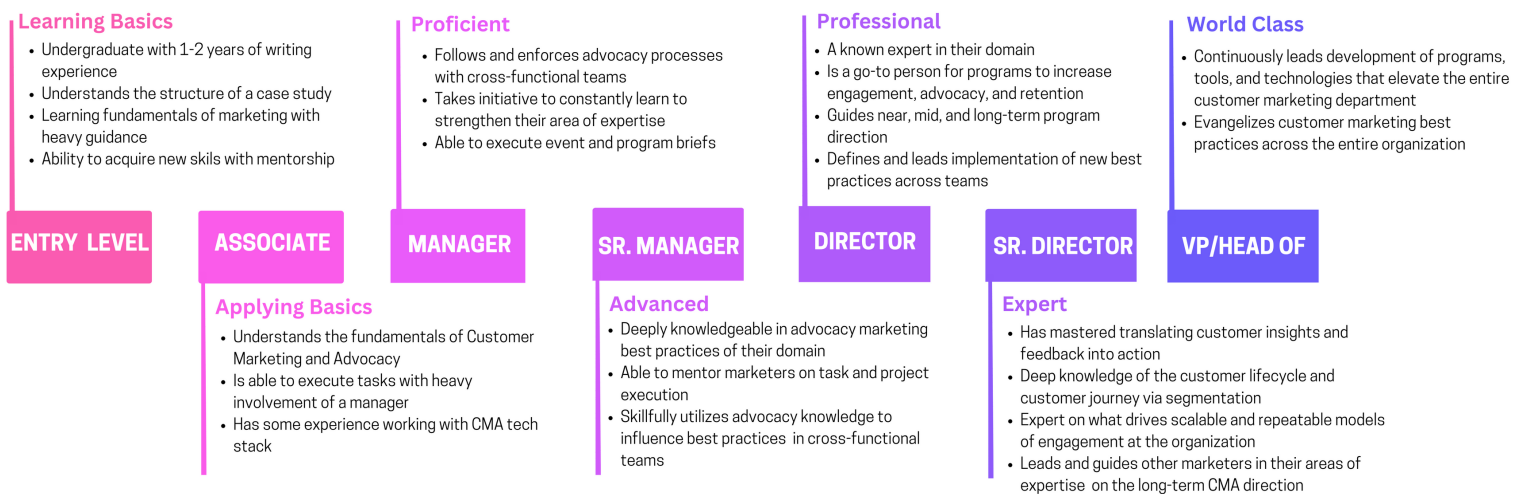 Learning Basics
• Undergraduate with 1-2 years of writing
experience
• Understands the structure of a case study
• Learning fundamentals of marketing with
heavy guidance
• Ability to acquire new skils with mentorship
Proficient
• Follows and enforces advocacy processes
with cross-functional teams
• Takes initiative to constantly learn to
strengthen their area of expertise
• Able to execute event and program briefs
Professional
• A known expert in their domain
• Is a go-to person for programs to increase
engagement, advocacy, and retention
• Guides near, mid, and long-term program
direction
• Defines and leads implementation of new best
practices across teams
World Class
• Continuously leads development of programs,
tools, and technologies that elevate the entire
customer marketing department
• Evangelizes customer marketing best
practices across the entire organization
ENTRY LEVEL
ASSOCIATE
MANAGER
SR. MANAGER
DIRECTOR
SR. DIRECTOR
VP/HEAD OF
Applying Basics
• Understands the fundamentals of Customer
Marketing and Advocacy
• Is able to execute tasks with heavy
involvement of a manager
• Has some experience working with CMA tech
stack
Advanced
• Deeply knowledgeable in advocacy marketing
best practices of their domain
• Able to mentor marketers on task and project
execution
• Skillfully utilizes advocacy knowledge to
influence best practices in cross-functional
teams
Expert
• Has mastered translating customer insights and
feedback into action
• Deep knowledge of the customer lifecycle and
customer journey via segmentation
• Expert on what drives scalable and repeatable models
of engagement at the organization
• Leads and guides other marketers in their areas of
expertise on the long-term CMA direction